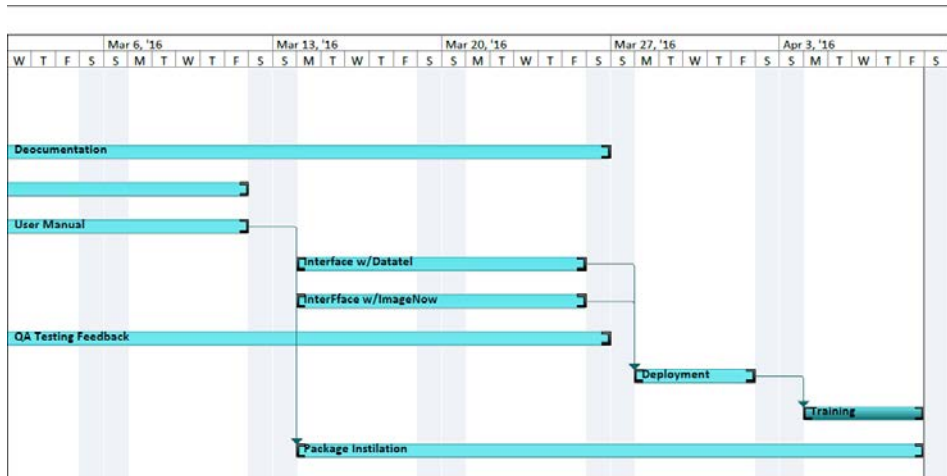 Mar 6, '16 Mar 13, '16 Mar 20, '16 Mar 27, '16 Apr 3, '16
W T F S S M T W T F S S M T W T F S S M T W T F S S M T W T F S S M T W T F S
Deocumentation
User Manual
Interface w/Datatel
InterFface w/ImageNow
QA Testing Feedback
Deployment
Training
Package Instilation